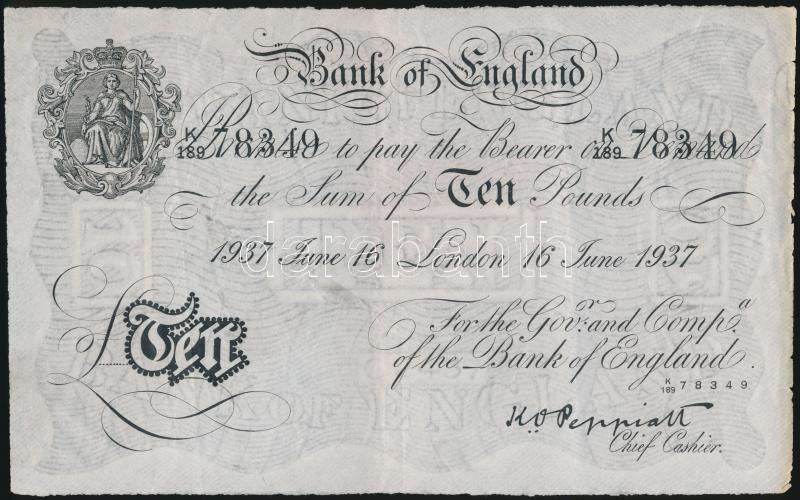 Bank of England
K/189 78349 K/189 78349
I Promise to pay the Bearer on Demand
the Sum of Ten Pounds
1937 June 16 London 16 June 1937
darabanth
For the Govr. and Compa.
of the Bank of England.
K/189 78349
£ Ten
K.O. Peppiatt
Chief Cashier.